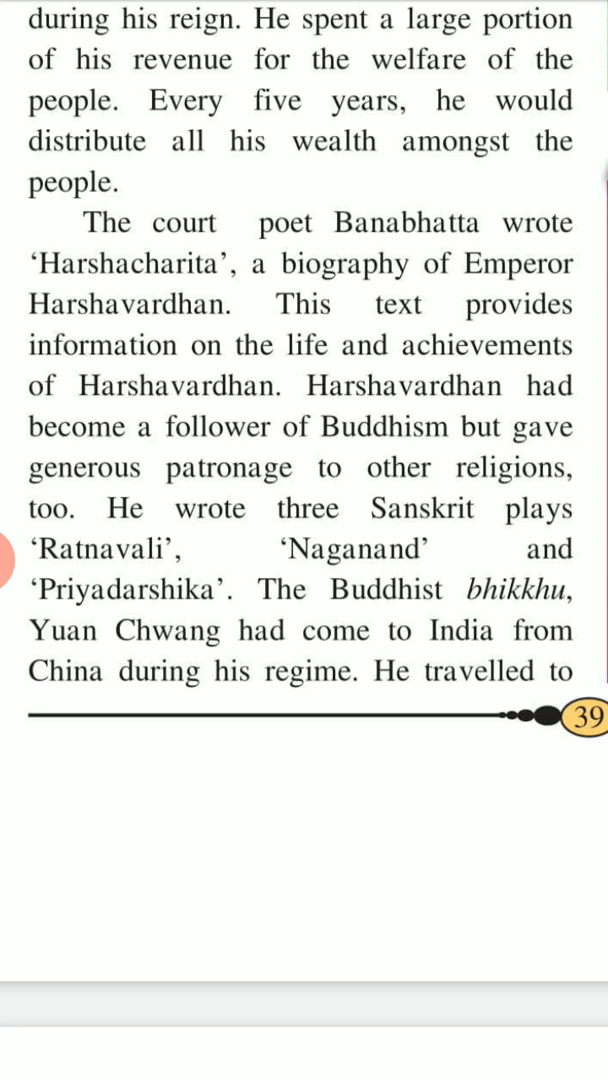 during his reign. He spent a large portion
of his revenue for the welfare of the
people. Every five years, he would
distribute all his wealth amongst the
people.
The court poet Banabhatta wrote
‘Harshacharita’, a biography of Emperor
Harshavardhan. This text provides
information on the life and achievements
of Harshavardhan. Harshavardhan had
become a follower of Buddhism but gave
generous patronage to other religions,
too. He wrote three Sanskrit plays
‘Ratnavali’, ‘Naganand’ and
‘Priyadarshika’. The Buddhist bhikkhu,
Yuan Chwang had come to India from
China during his regime. He travelled to
39